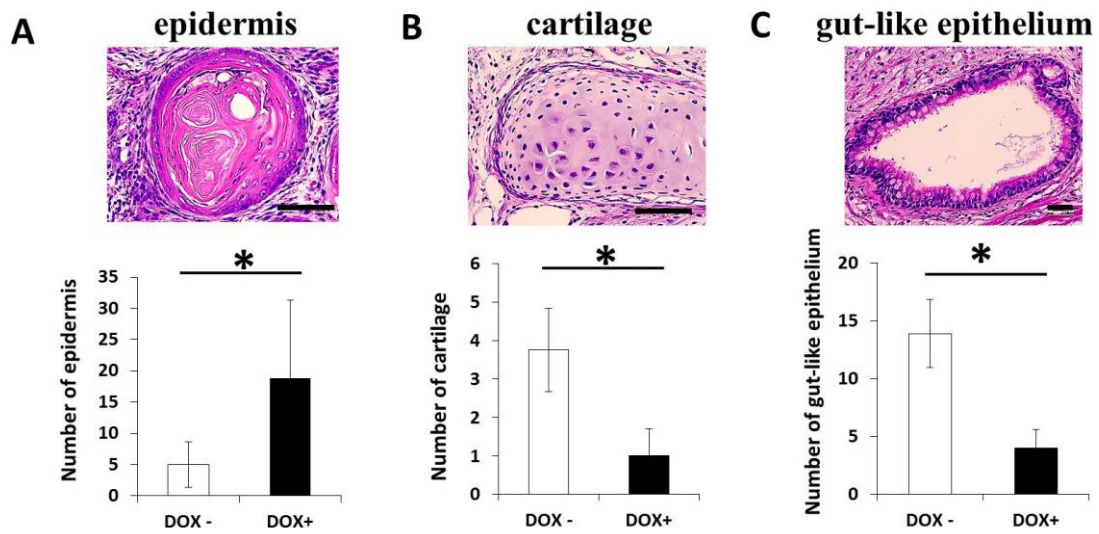 A epidermis
B cartilage
C gut-like epithelium
*
Number of epidermis
35
30
25
20
15
10
5
0
DOX - DOX+
*
Number of cartilage
6
5
4
3
2
1
0
DOX - DOX+
*
Number of gut-like epithelium
20
15
10
5
0
DOX - DOX+